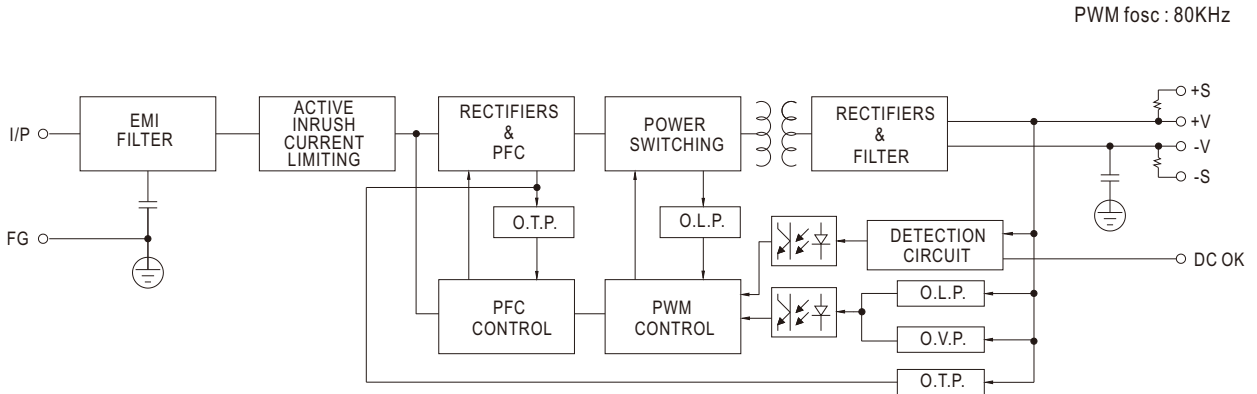 PWM fosc : 80KHz
I/P
EMI
FILTER
ACTIVE
INRUSH
CURRENT
LIMITING
RECTIFIERS
&
PFC
POWER
SWITCHING
RECTIFIERS
&
FILTER
+S
+V
-V
-S
FG
O.T.P.
O.L.P.
DETECTION
CIRCUIT
DC OK
PFC
CONTROL
PWM
CONTROL
O.L.P.
O.V.P.
O.T.P.